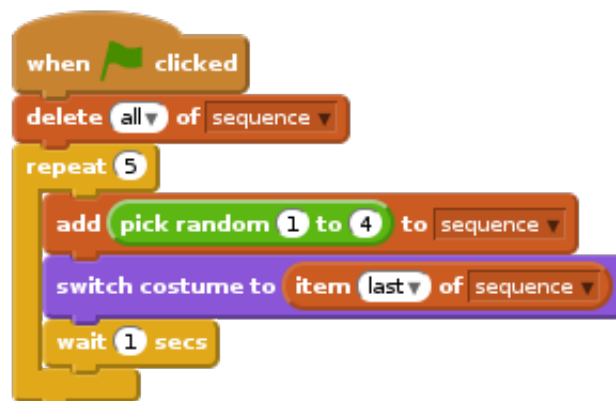 when clicked
delete all of sequence
repeat 5
add pick random 1 to 4 to sequence
switch costume to item last of sequence
wait 1 secs